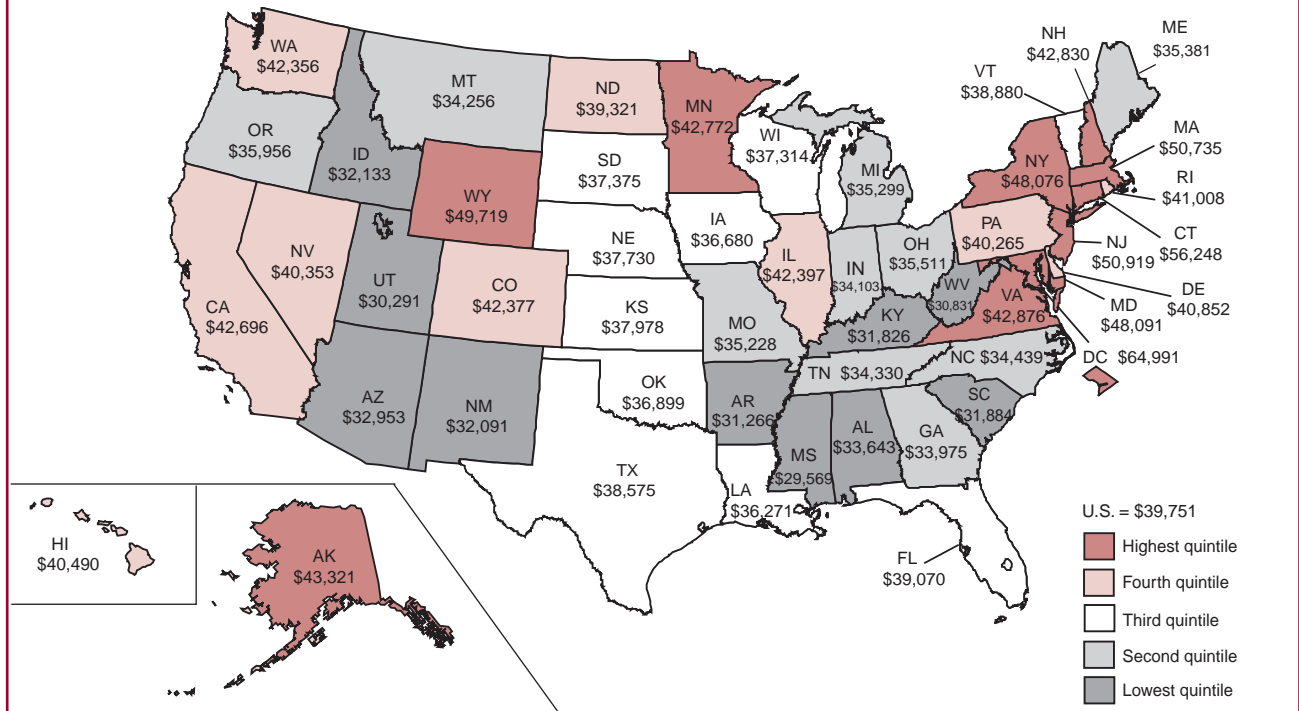 WA
$42,356
MT
$34,256
ND
$39,321
MN
$42,772
OR
$35,956
ID
$32,133
WY
$49,719
SD
$37,375
WI
$37,314
MI
$35,299
NV
$40,353
UT
$30,291
CO
$42,377
NE
$37,730
IA
$36,680
IL
$42,397
IN
$34,103
OH
$35,511
PA
$40,265
NY
$48,076
VT
$38,880
NH
$42,830
ME
$35,381
MA
$50,735
RI
$41,008
CT
$56,248
NJ
$50,919
DE
$40,852
MD
$48,091
DC $64,991
CA
$42,696
KS
$37,978
MO
$35,228
KY
$31,826
WV
$30,831
VA
$42,876
AZ
$32,953
NM
$32,091
OK
$36,899
AR
$31,266
TN $34,330
NC $34,439
SC
$31,884
MS
$29,569
AL
$33,643
GA
$33,975
TX
$38,575
LA
$36,271
FL
$39,070
HI
$40,490
AK
$43,321
U.S. = $39,751
Highest quintile
Fourth quintile
Third quintile
Second quintile
Lowest quintile